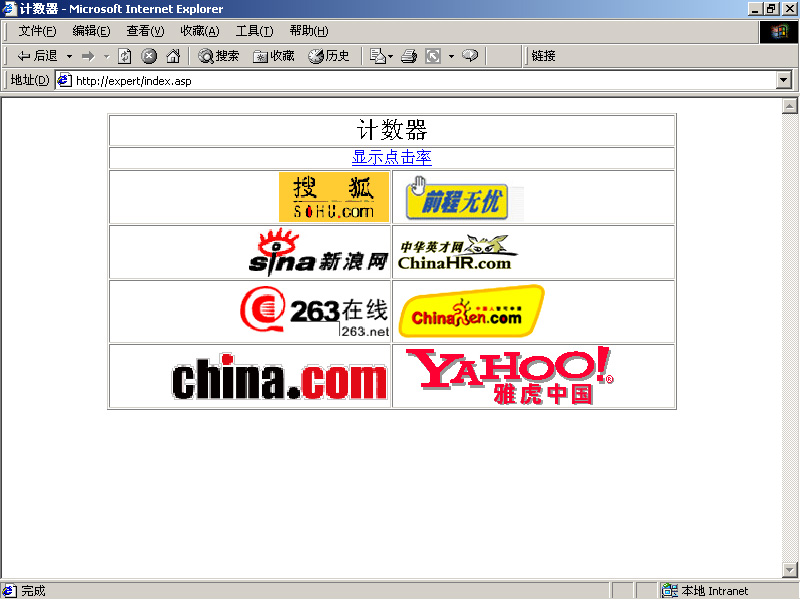 计数器 - Microsoft Internet Explorer
文件(F) 编辑(E) 查看(V) 收藏(A) 工具(T) 帮助(H)
后退 搜索 收藏 历史 链接
地址(D) http://expert/index.asp
计数器
显示点击率
搜 狐
SOHU.com
前程无忧
sina新浪网
中华英才网
ChinaHR.com
263在线
263.net
ChinaRen.com
china.com
YAHOO!
雅虎中国
完成 本地 Intranet